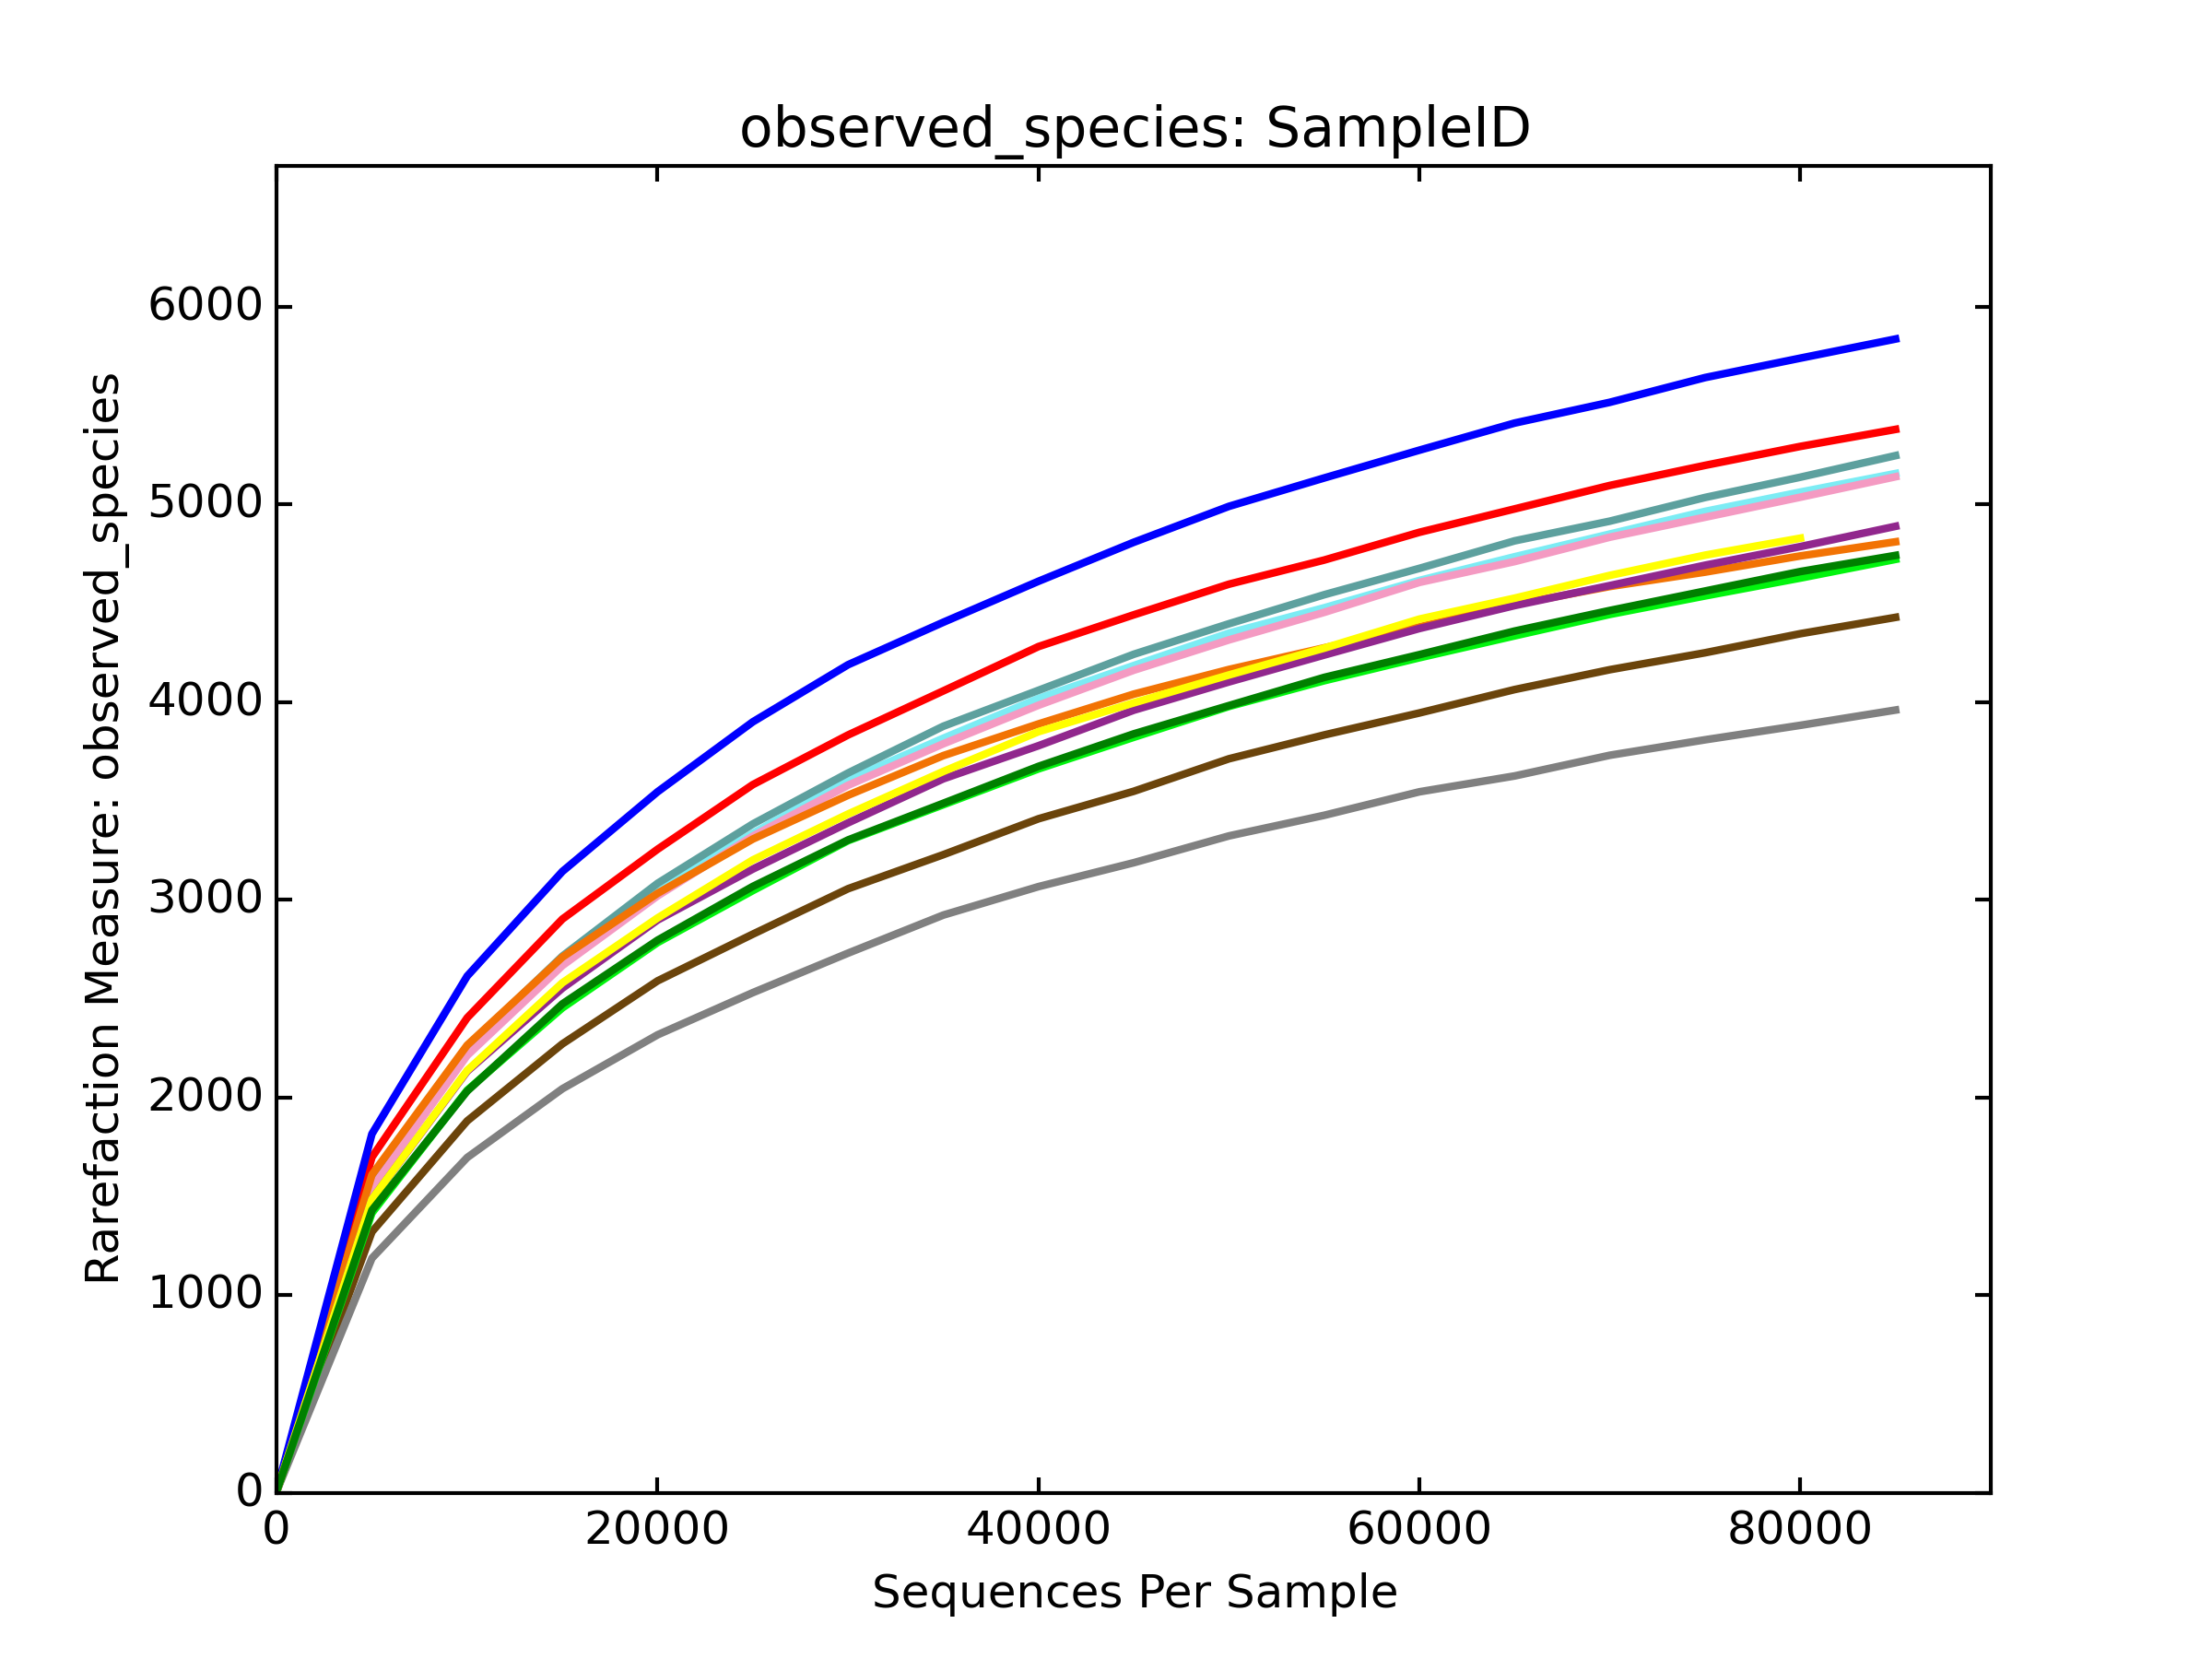 observed_species: SampleID
Rarefaction Measure: observed_species
6000
5000
4000
3000
2000
1000
0
0 20000 40000 60000 80000
Sequences Per Sample